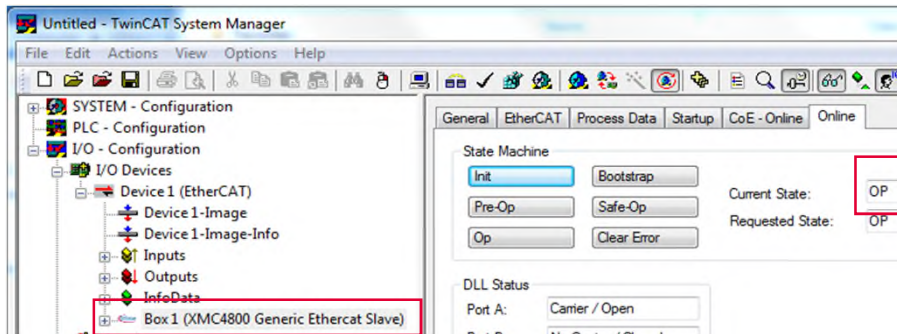 Untitled - TwinCAT System Manager
File Edit Actions View Options Help
SYSTEM - Configuration
PLC - Configuration
I/O - Configuration
I/O Devices
Device 1 (EtherCAT)
Device 1-Image
Device 1-Image-Info
Inputs
Outputs
InfoData
Box 1 (XMC4800 Generic Ethercat Slave)
General EtherCAT Process Data Startup CoE - Online Online
State Machine
Init Bootstrap
Pre-Op Safe-Op
Op Clear Error
Current State: OP
Requested State: OP
DLL Status
Port A: Carrier / Open